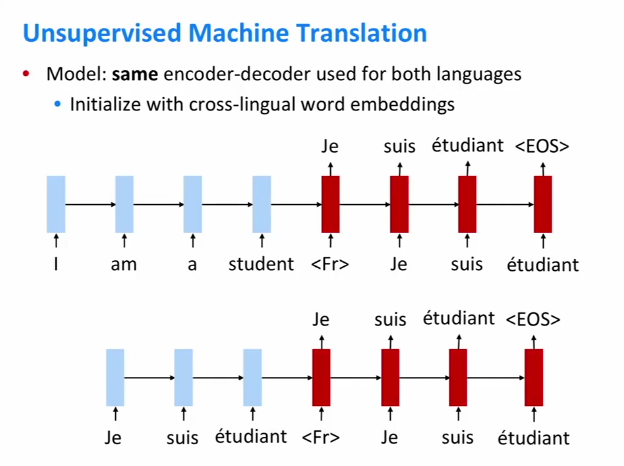 Unsupervised Machine Translation
• Model: same encoder-decoder used for both languages
• Initialize with cross-lingual word embeddings
Je suis étudiant <EOS>
I am a student <Fr> Je suis étudiant
Je suis étudiant <EOS>
Je suis étudiant <Fr> Je suis étudiant